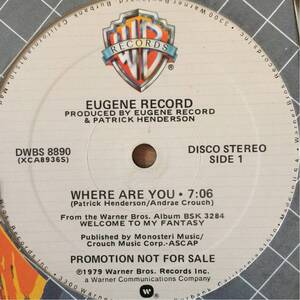 WB
RECORDS
EUGENE RECORD
PRODUCED BY EUGENE RECORD
& PATRICK HENDERSON
DWBS 8890
(XCA8936S)
DISCO STEREO
SIDE 1
WHERE ARE YOU • 7:06
(Patrick Henderson/Andrae Crouch)
From the Warner Bros. Album BSK 3284
WELCOME TO MY FANTASY
Published by Monosteri Music/
Crouch Music Corp.-ASCAP
PROMOTION NOT FOR SALE
©1979 Warner Bros. Records Inc.
a Warner Communications Company